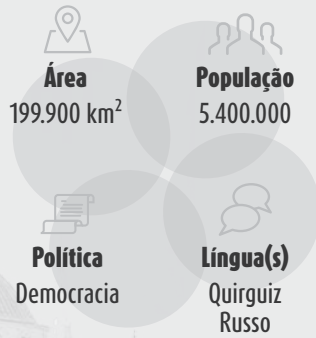 Área
199.900 km²
População
5.400.000
Política
Democracia
Língua(s)
Quirguiz
Russo